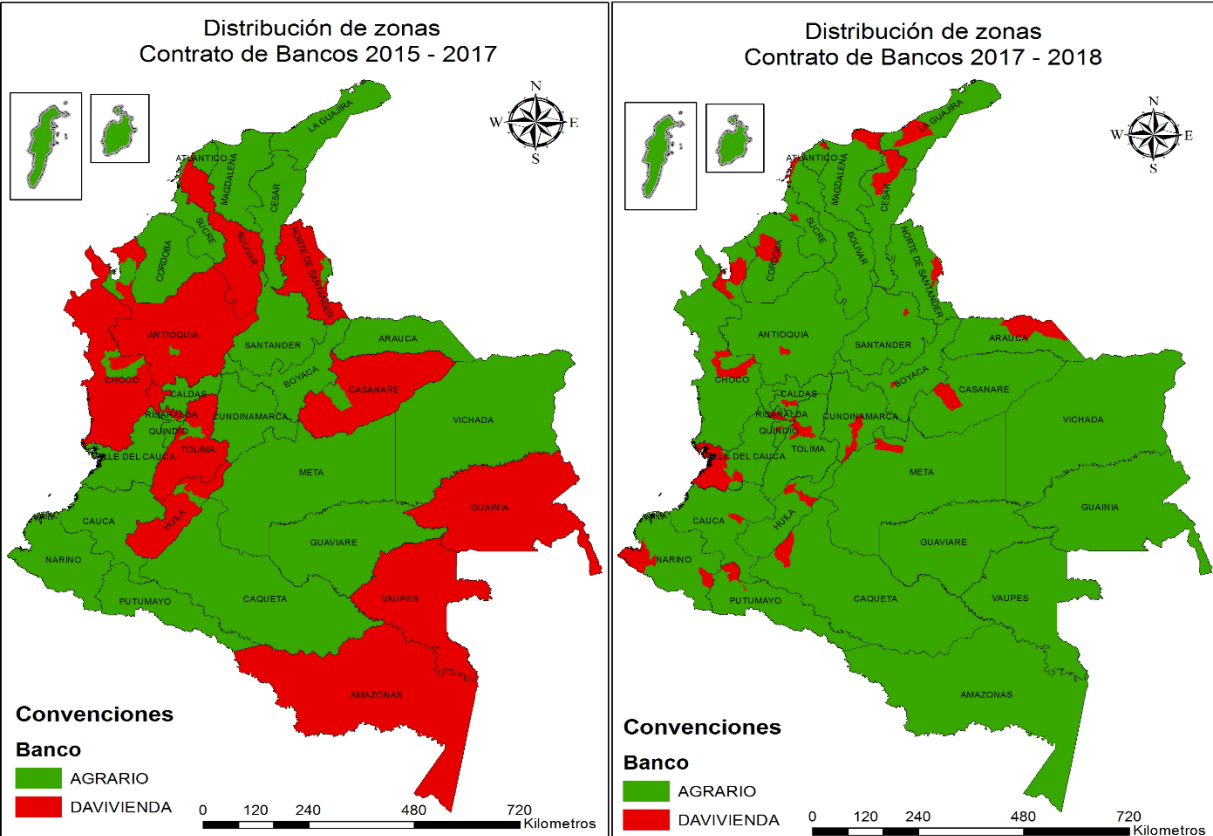 Distribución de zonas
Contrato de Bancos 2015 - 2017
N
W
E
S
LA GUAJIRA
ATLANTICO
MAGDALENA
CESAR
SUCRE
BOLIVAR
CORDOBA
NORTE DE SANTANDER
ANTIOQUIA
SANTANDER
ARAUCA
CHOCO
BOYACA
CASANARE
CALDAS
RISARALDA
CUNDINAMARCA
VICHADA
QUINDIO
TOLIMA
LLE DEL CAUCA
META
GUAINIA
HUILA
CAUCA
GUAVIARE
NARINO
VAUPES
PUTUMAYO
CAQUETA
AMAZONAS
Convenciones
Banco
AGRARIO
DAVIVIENDA
0 120 240 480 720
Kilometros
Distribución de zonas
Contrato de Bancos 2017 - 2018
N
W
E
S
LA GUAJIRA
ATLANTICO
MAGDALENA
CESAR
SUCRE
BOLIVAR
CORDOBA
NORTE DE SANTANDER
ANTIOQUIA
SANTANDER
ARAUCA
CHOCO
BOYACA
CASANARE
CALDAS
RISARALDA
CUNDINAMARCA
VICHADA
QUINDIO
TOLIMA
LLE DEL CAUCA
META
GUAINIA
HUILA
CAUCA
GUAVIARE
NARINO
VAUPES
PUTUMAYO
CAQUETA
AMAZONAS
Convenciones
Banco
AGRARIO
DAVIVIENDA
0 120 240 480 720
Kilometros